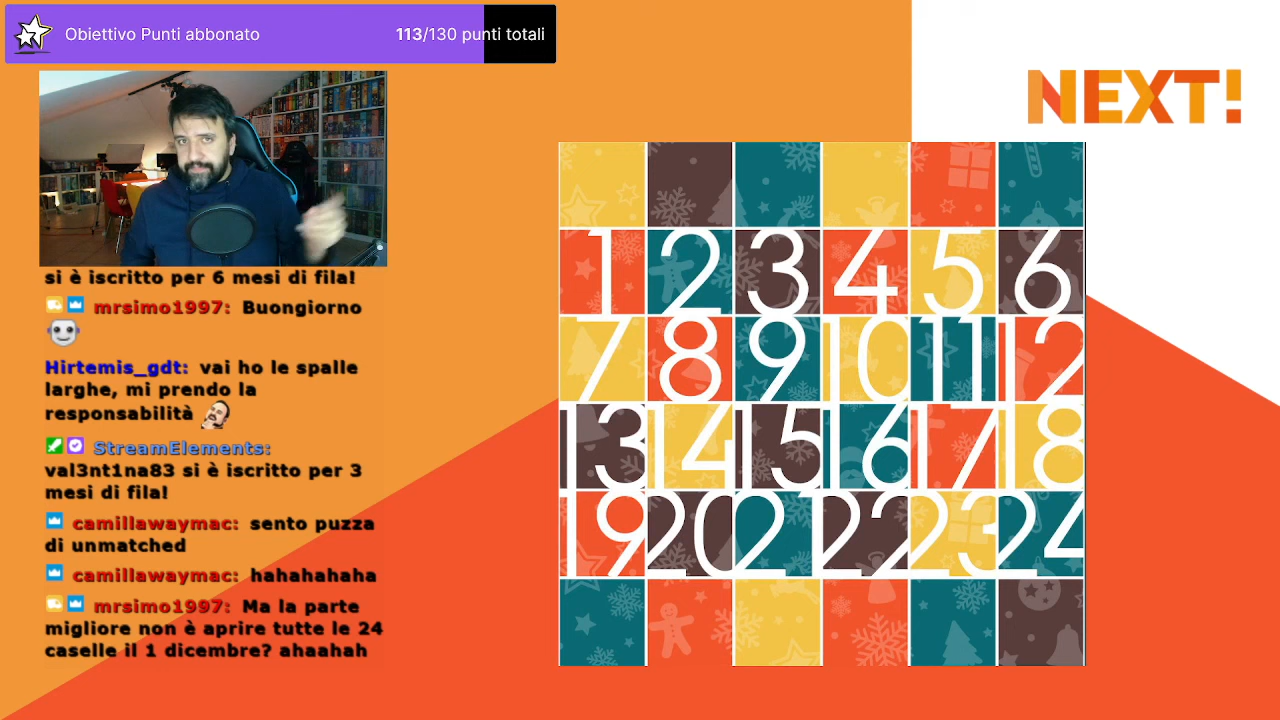 Obiettivo Punti abbonato 113/130 punti totali
NEXT!
si è iscritto per 6 mesi di fila!
mrsimo1997: Buongiorno
Hirtemis_gdt: vai ho le spalle
larghe, mi prendo la
responsabilità
StreamElements:
val3nt1na83 si è iscritto per 3
mesi di fila!
camillawaymac: sento puzza
di unmatched
camillawaymac: hahahahaha
mrsimo1997: Ma la parte
migliore non è aprire tutte le 24
caselle il 1 dicembre? ahaahah
1 2 3 4 5 6
7 8 9 10 11 12
13 14 15 16 17 18
19 20 21 22 23 24